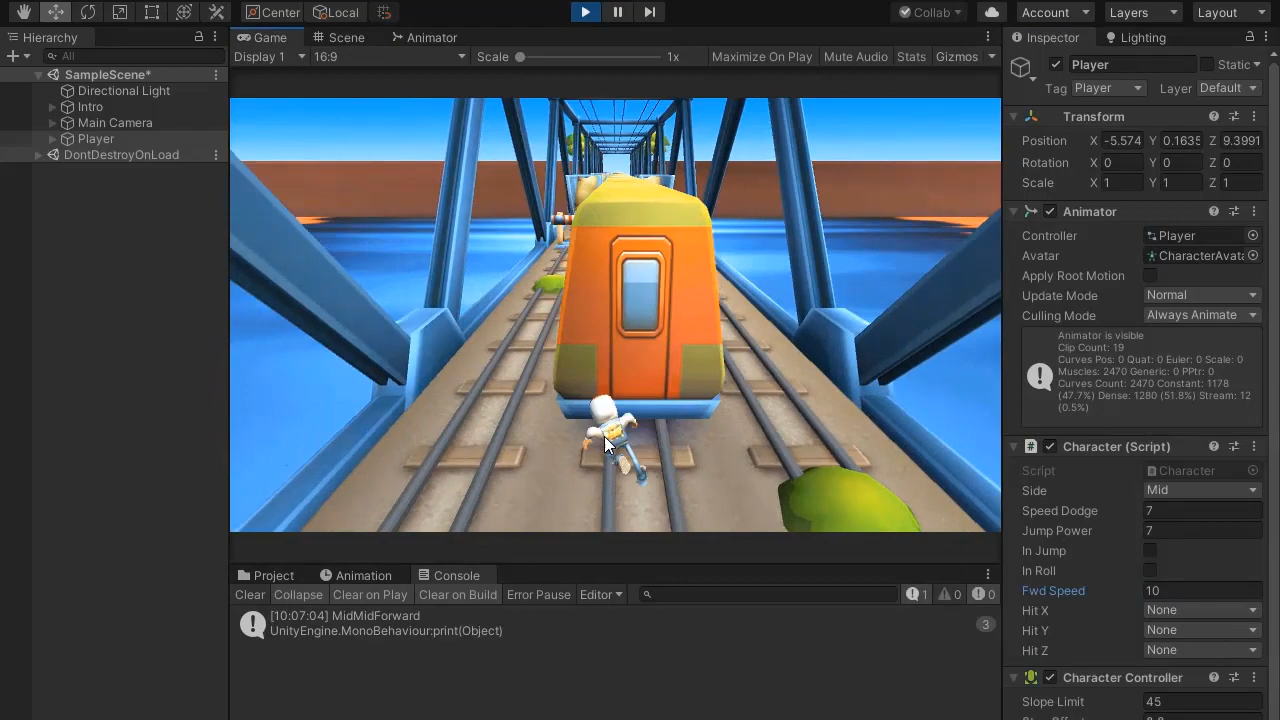 Center Local Collab Account Layers Layout
Hierarchy Game Scene Animator Inspector Lighting
All Display 1 16:9 Scale 1x Maximize On Play Mute Audio Stats Gizmos Player Static
SampleScene*
Directional Light
Intro
Main Camera
Player
DontDestroyOnLoad
Tag Player Layer Default
Transform
Position X -5.574 Y 0.1635 Z 9.3991
Rotation X 0 Y 0 Z 0
Scale X 1 Y 1 Z 1
Animator
Controller Player
Avatar CharacterAvata
Apply Root Motion
Update Mode Normal
Culling Mode Always Animate
Animator is visible
Clip Count: 19
Curves Pos: 0 Quat: 0 Euler: 0 Scale: 0
Muscles: 2470 Generic: 0 PPtr: 0
Curves Count: 2470 Constant: 1178
(47.7%) Dense: 1280 (51.8%) Stream: 12
(0.5%)
Character (Script)
Script Character
Side Mid
Speed Dodge 7
Jump Power 7
In Jump
In Roll
Fwd Speed 10
Hit X None
Hit Y None
Hit Z None
Character Controller
Slope Limit 45
Project Animation Console
Clear Collapse Clear on Play Clear on Build Error Pause Editor 1 0 0
[10:07:04] MidMidForward
UnityEngine.MonoBehaviour:print(Object) 3